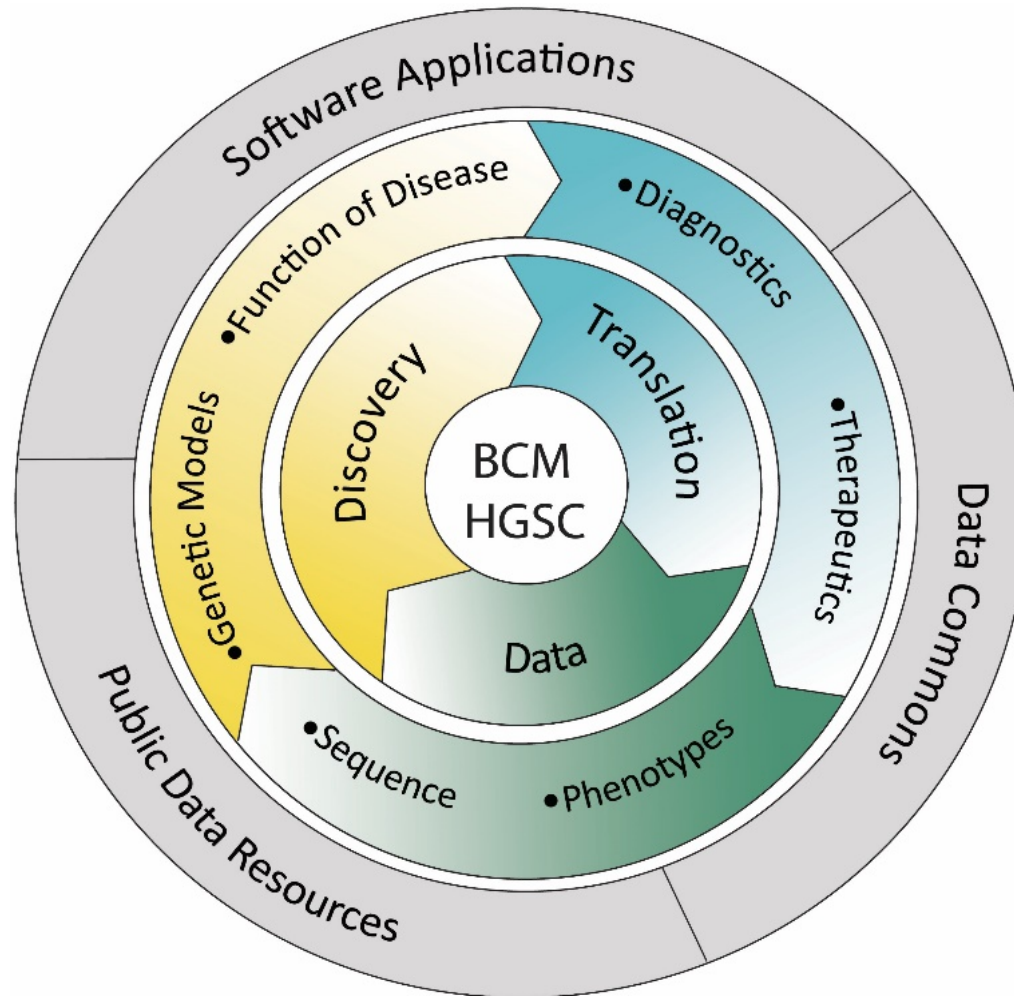 Software Applications
Data Commons
Public Data Resources
•Function of Disease
•Genetic Models
•Diagnostics
•Therapeutics
•Sequence
•Phenotypes
Discovery
Translation
Data
BCM
HGSC